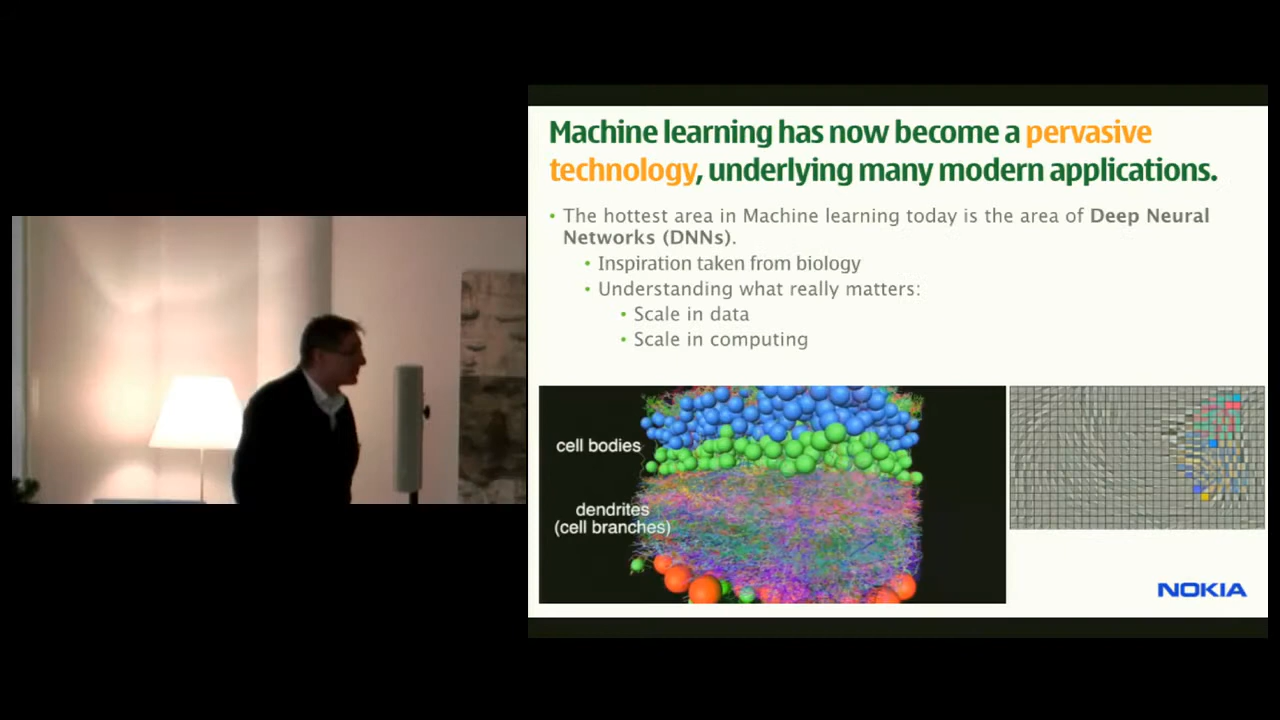 Machine learning has now become a pervasive
technology, underlying many modern applications.
• The hottest area in Machine learning today is the area of Deep Neural
Networks (DNNs).
• Inspiration taken from biology
• Understanding what really matters:
• Scale in data
• Scale in computing
cell bodies
dendrites
(cell branches)
NOKIA